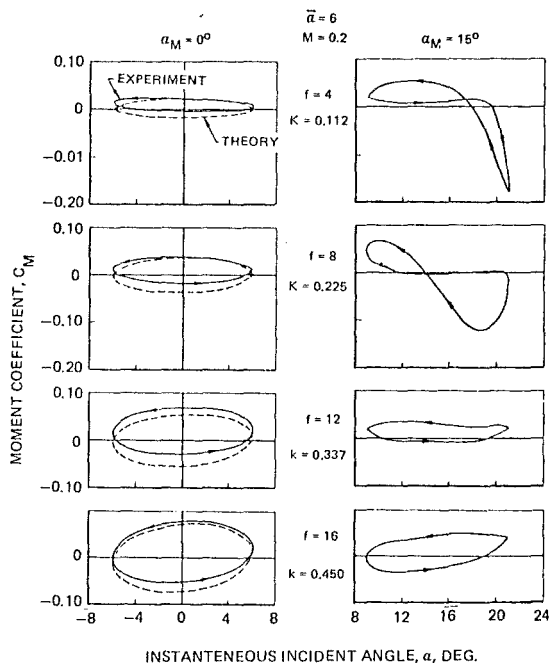 ᾱ = 6
α_M = 0°
M = 0.2
α_M = 15°
0.10
EXPERIMENT
0
THEORY
−0.01
−0.20
f = 4
K = 0,112
0.10
0
−0.10
−0.20
f = 8
K = 0.225
0.10
0
−0.10
f = 12
k = 0,337
0.10
0
−0.10
f = 16
k = 0.450
−8
−4
0
4
8
8
12
16
20
24
MOMENT COEFFICIENT, C_M
INSTANTANEOUS INCIDENT ANGLE, α, DEG.